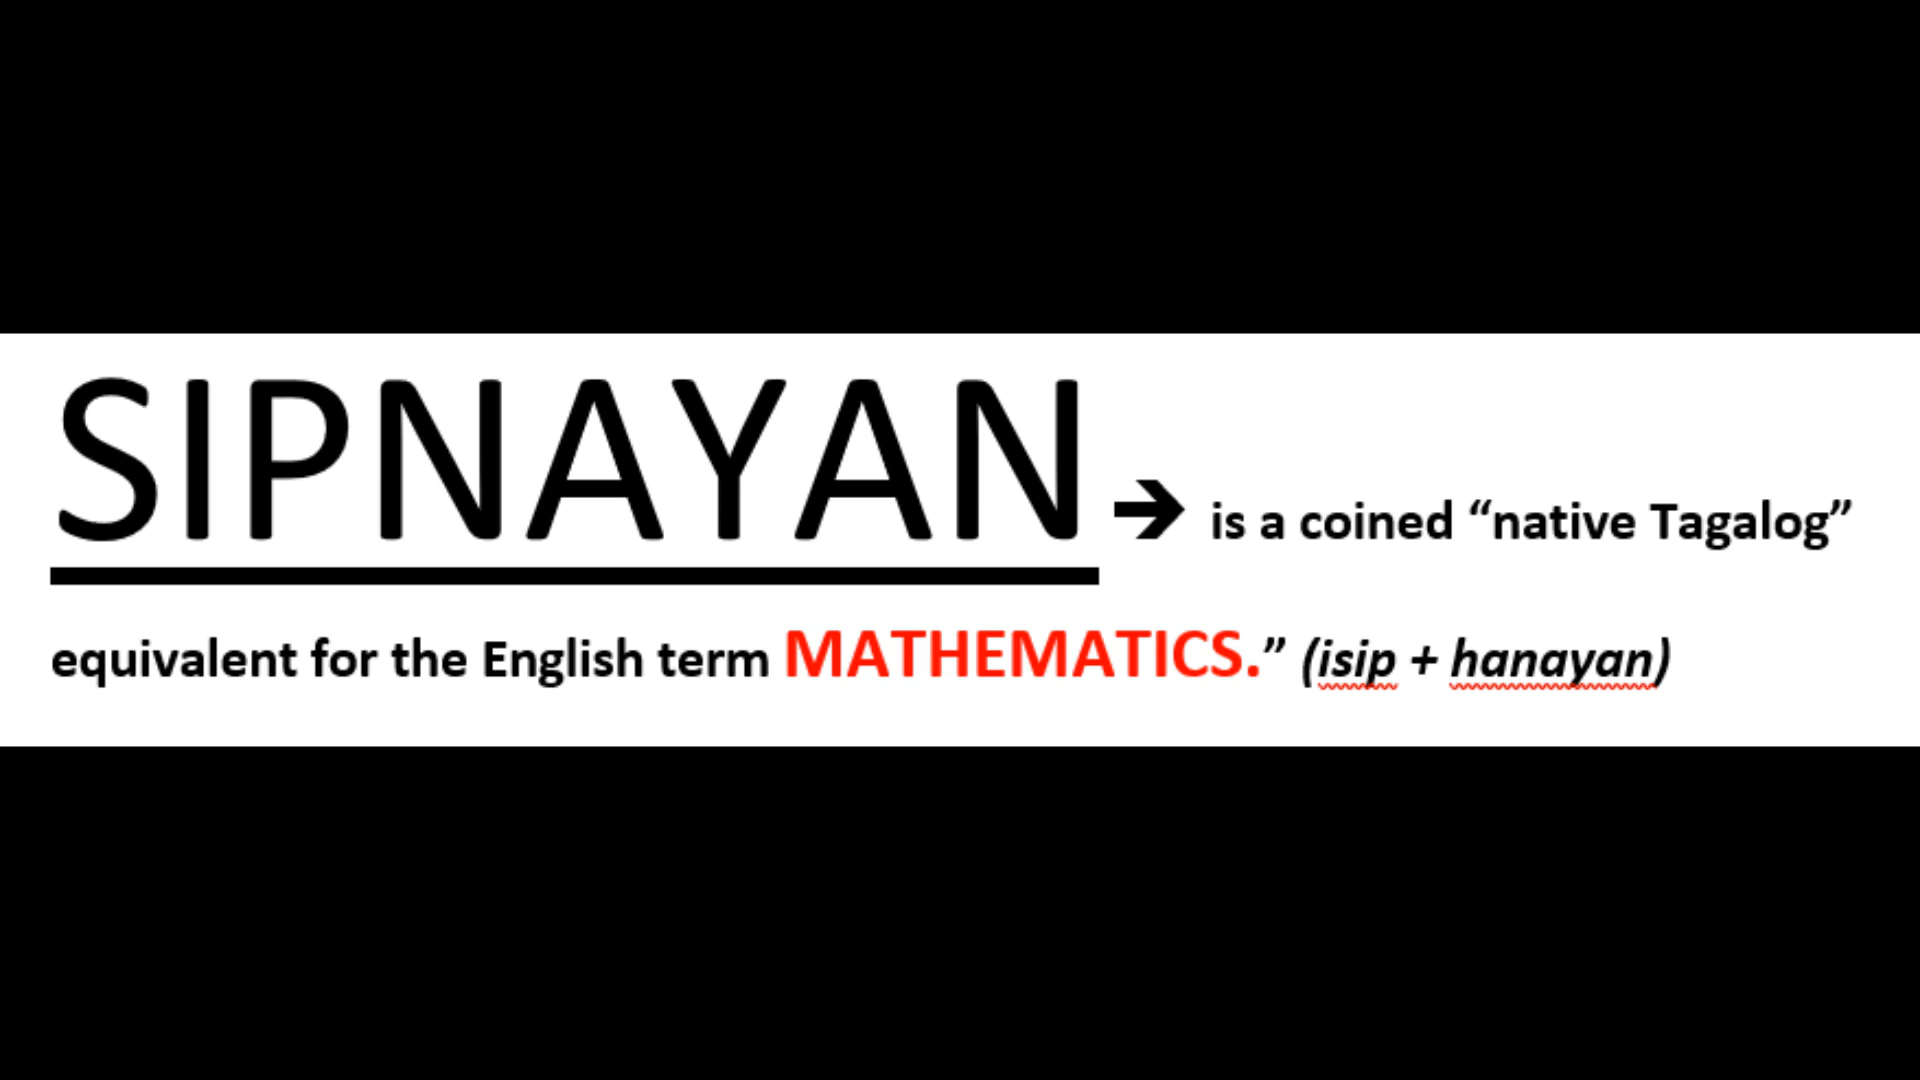 SIPNAYAN → is a coined “native Tagalog”
equivalent for the English term MATHEMATICS.” (isip + hanayan)